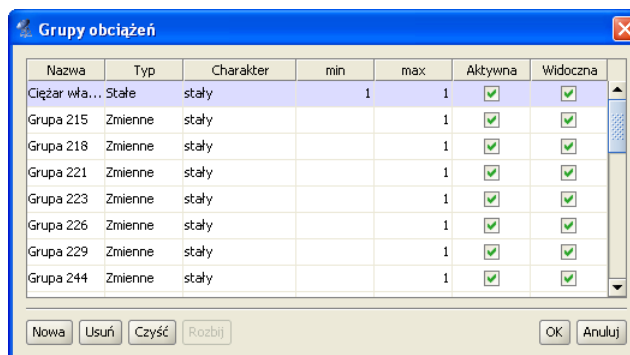 Grupy obciążeń
Nazwa Typ Charakter min max Aktywna Widoczna
Ciężar wła... Stałe stały 1 1
Grupa 215 Zmienne stały 1
Grupa 218 Zmienne stały 1
Grupa 221 Zmienne stały 1
Grupa 223 Zmienne stały 1
Grupa 226 Zmienne stały 1
Grupa 229 Zmienne stały 1
Grupa 244 Zmienne stały 1
Nowa Usuń Czyść Rozbij OK Anuluj